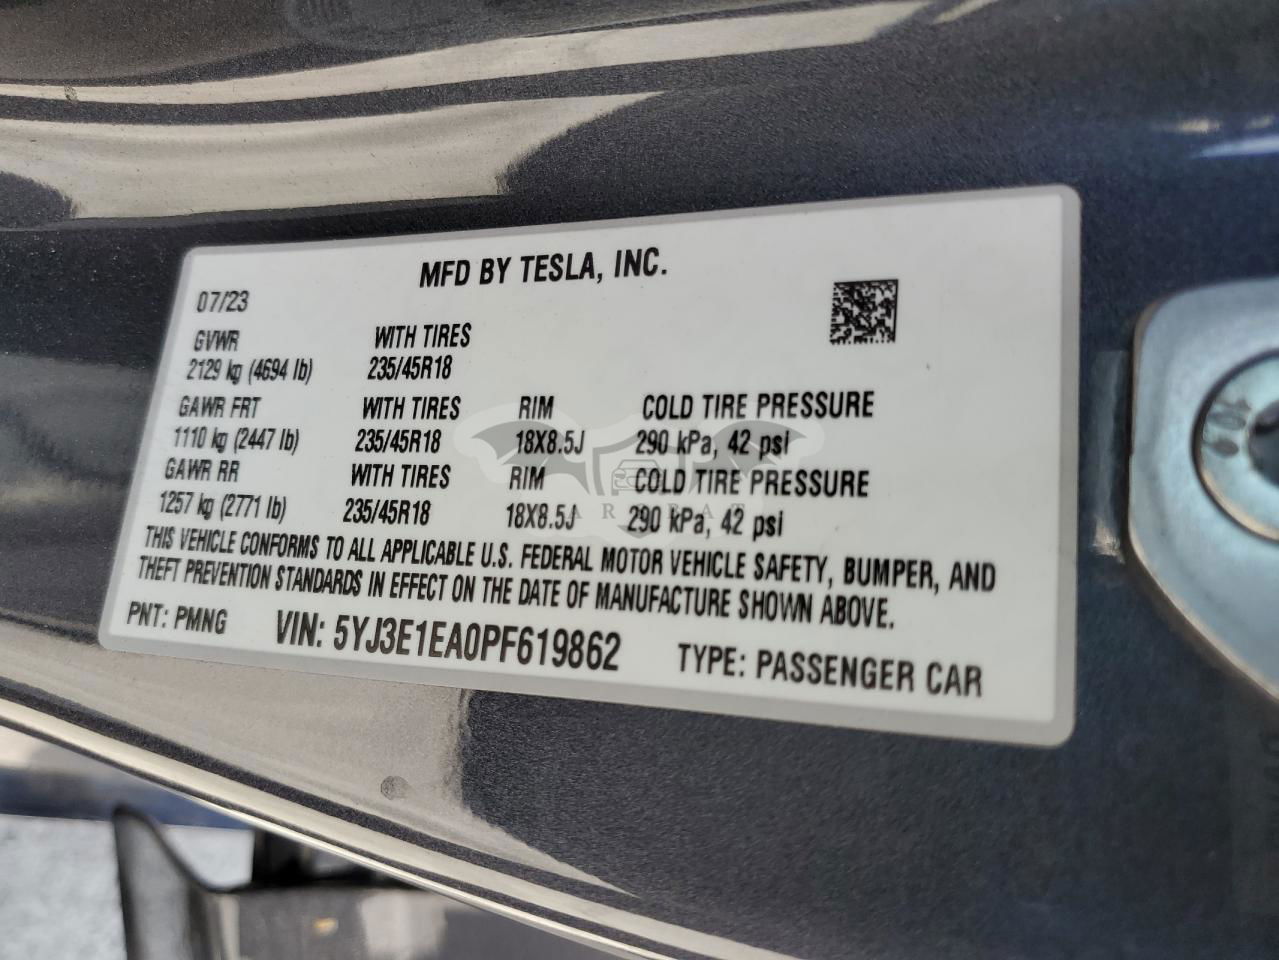 MFD BY TESLA, INC.
07/23
GVWR WITH TIRES
2129 kg (4694 lb) 235/45R18
GAWR FRT WITH TIRES RIM COLD TIRE PRESSURE
1110 kg (2447 lb) 235/45R18 18X8.5J 290 kPa, 42 psi
GAWR RR WITH TIRES RIM COLD TIRE PRESSURE
1257 kg (2771 lb) 235/45R18 18X8.5J 290 kPa, 42 psi
THIS VEHICLE CONFORMS TO ALL APPLICABLE U.S. FEDERAL MOTOR VEHICLE SAFETY, BUMPER, AND
THEFT PREVENTION STANDARDS IN EFFECT ON THE DATE OF MANUFACTURE SHOWN ABOVE.
PNT: PMNG VIN: 5YJ3E1EA0PF619862 TYPE: PASSENGER CAR
10.9